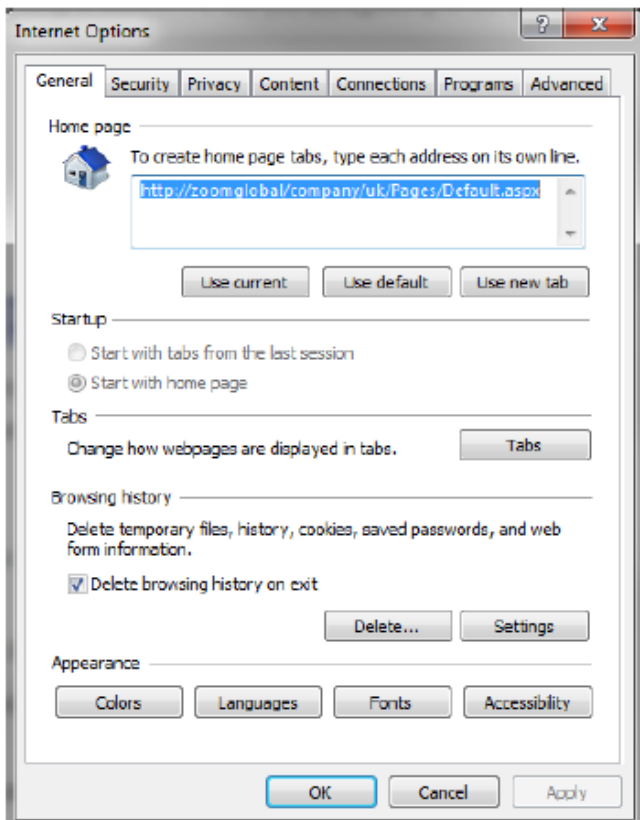 Internet Options
?
x
General Security Privacy Content Connections Programs Advanced
Home page
To create home page tabs, type each address on its own line.
http://zoomglobal/company/uk/Pages/Default.aspx
Use current Use default Use new tab
Startup
Start with tabs from the last session
Start with home page
Tabs
Change how webpages are displayed in tabs.
Tabs
Browsing history
Delete temporary files, history, cookies, saved passwords, and web
form information.
Delete browsing history on exit
Delete... Settings
Appearance
Colors Languages Fonts Accessibility
OK Cancel Apply